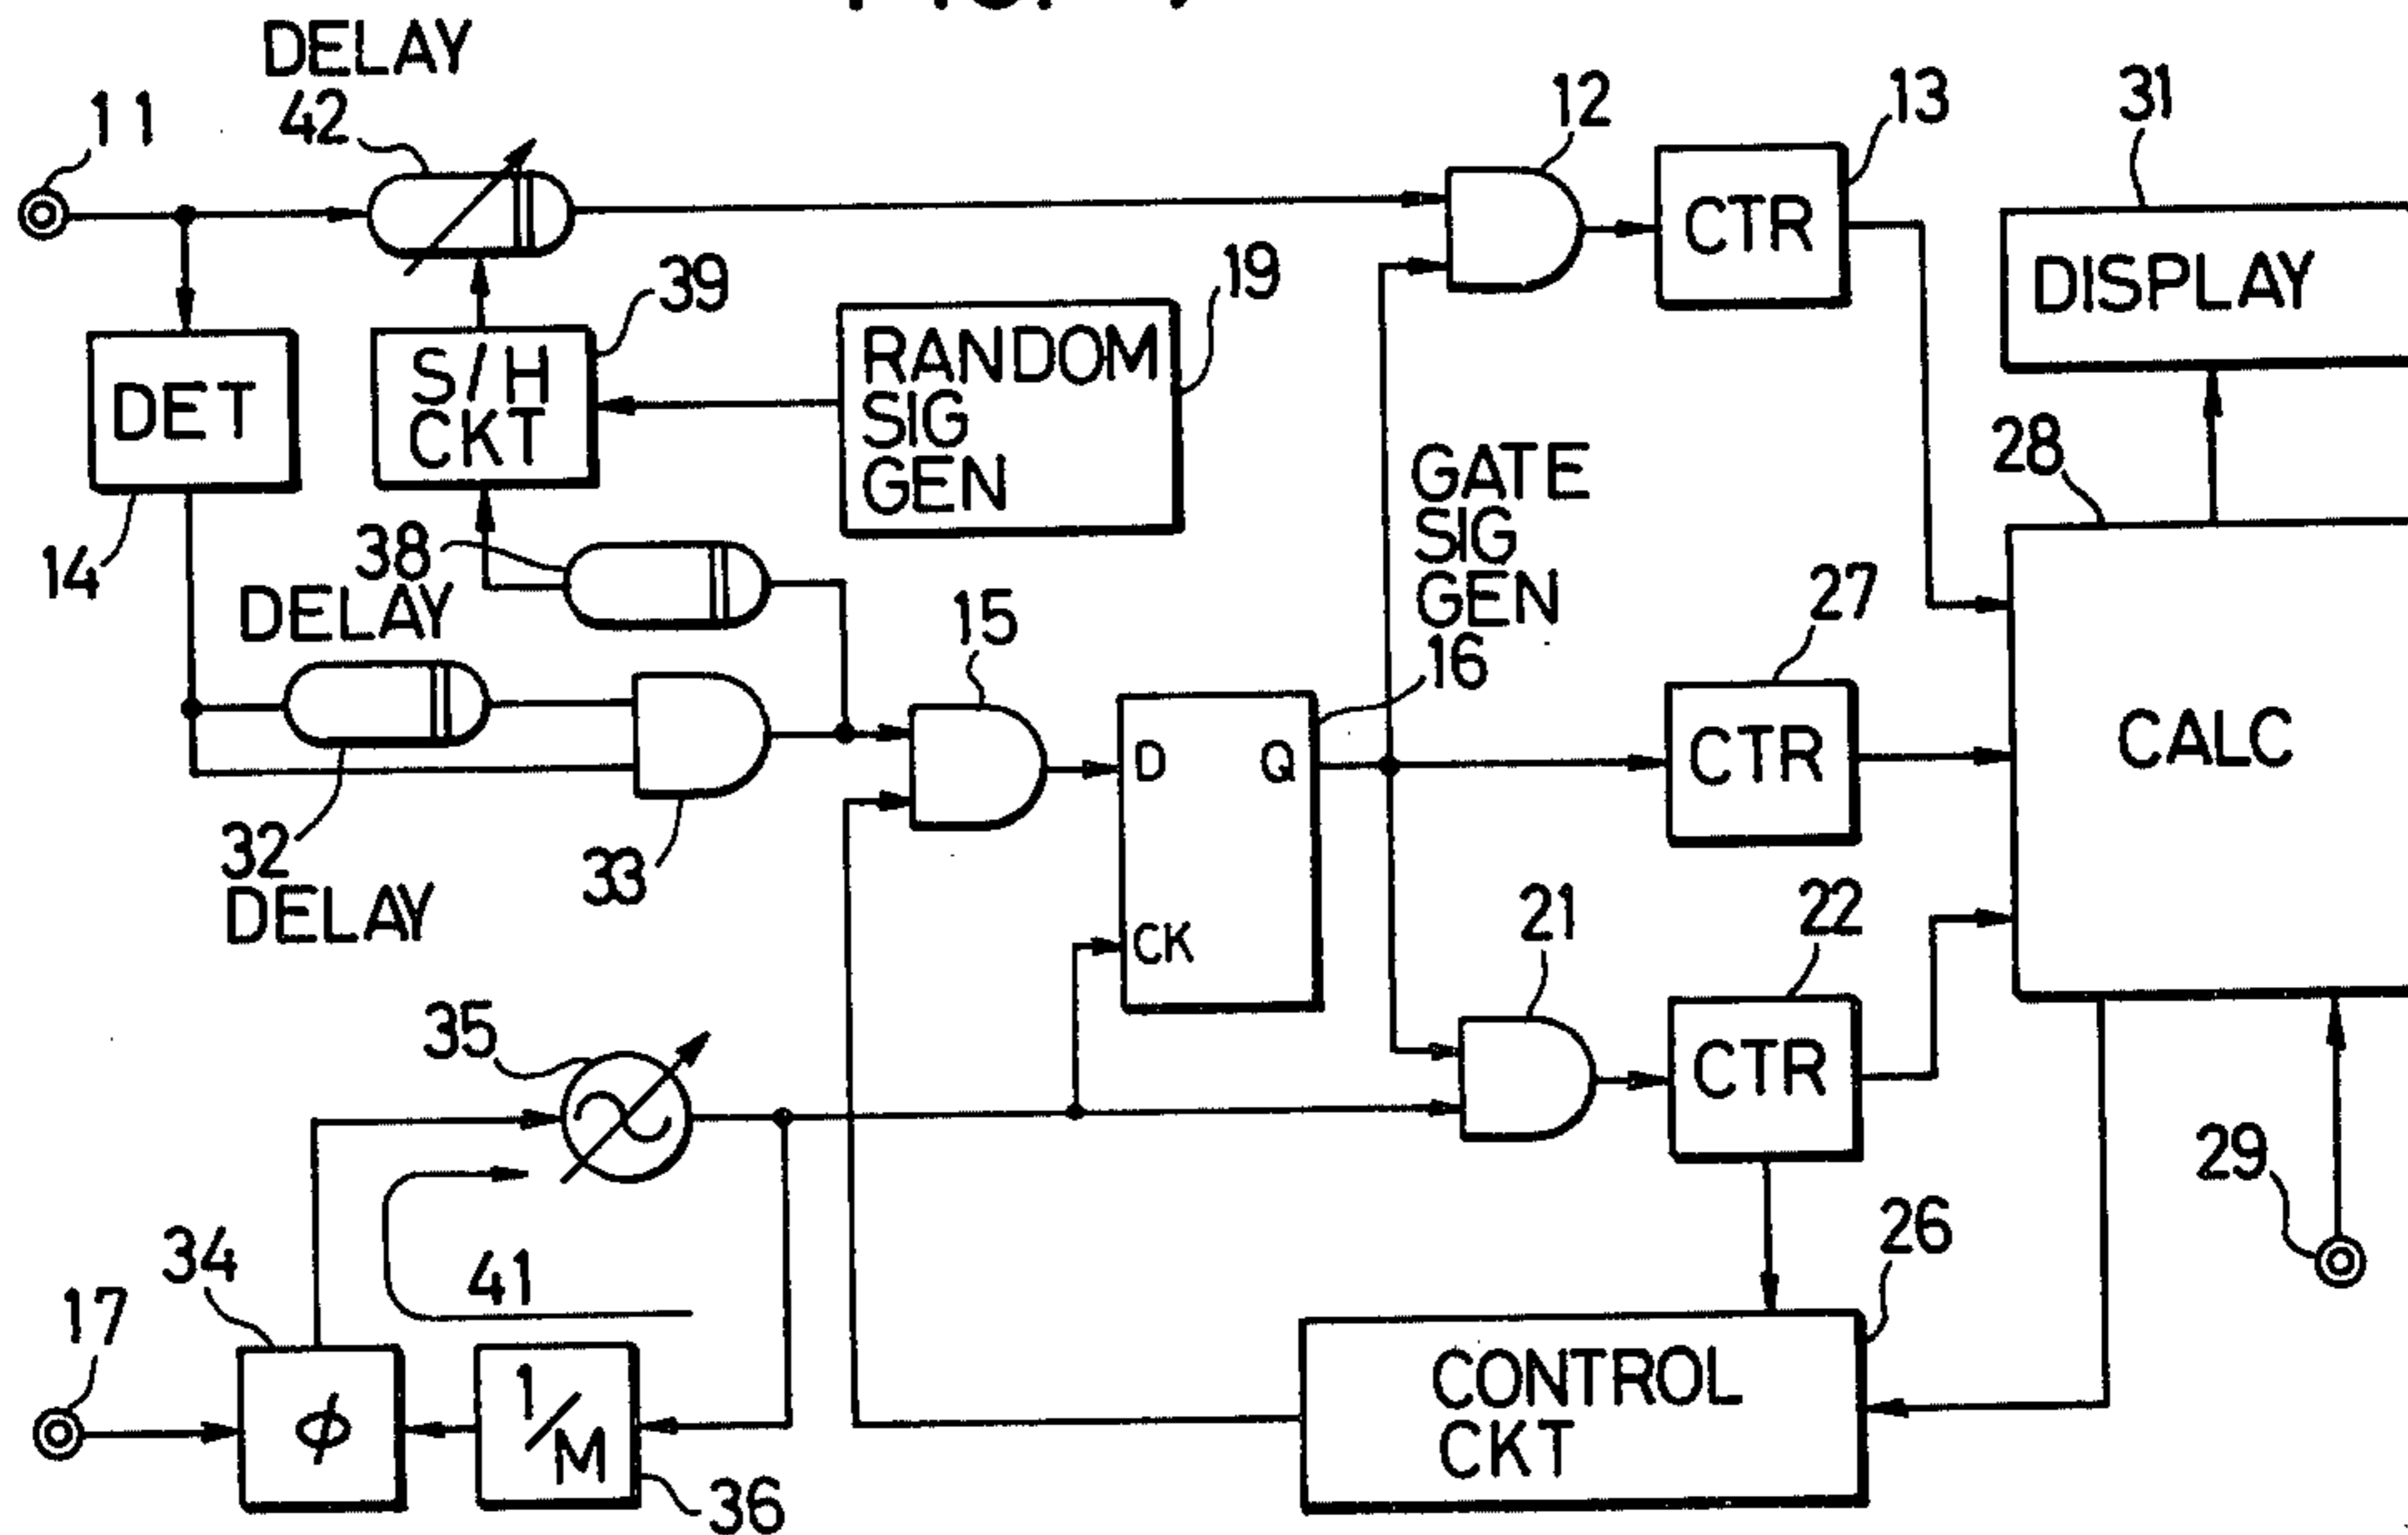 DELAY
42
11
12
13
31
DISPLAY
CTR
39
19
S/H
CKT
RANDOM
SIG
GEN
DET
14
38
DELAY
GATE
SIG
GEN
16
28
27
CTR
CALC
15
D
Q
CK
32
DELAY
33
21
22
CTR
35
29
34
41
26
17
φ
1/M
36
CONTROL
CKT